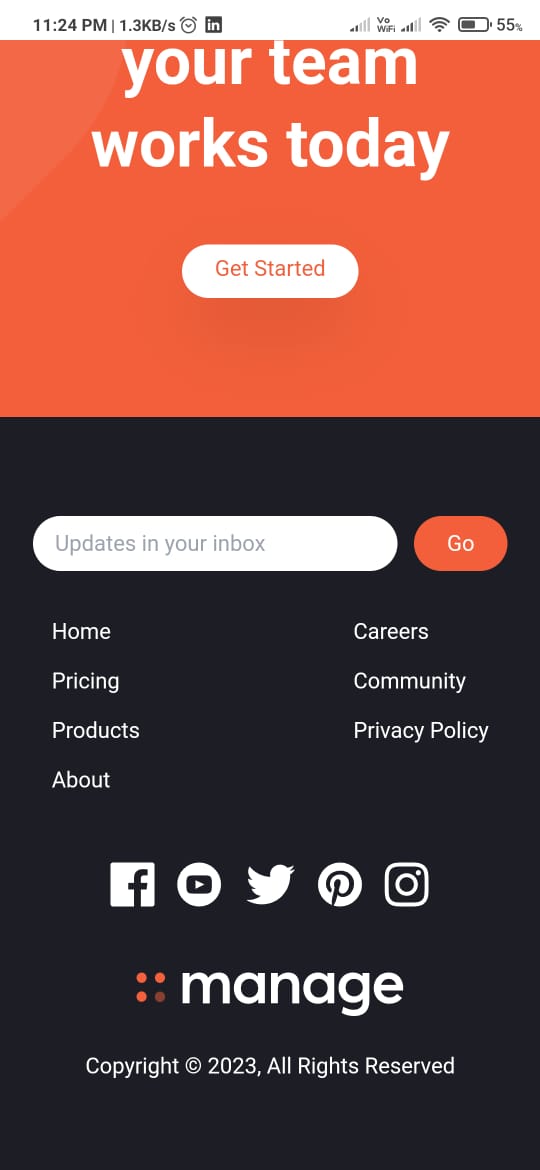 11:24 PM | 1.3KB/s
Vo
WiFi
55%
your team
works today
Get Started
Updates in your inbox
Go
Home
Careers
Pricing
Community
Products
Privacy Policy
About
manage
Copyright © 2023, All Rights Reserved